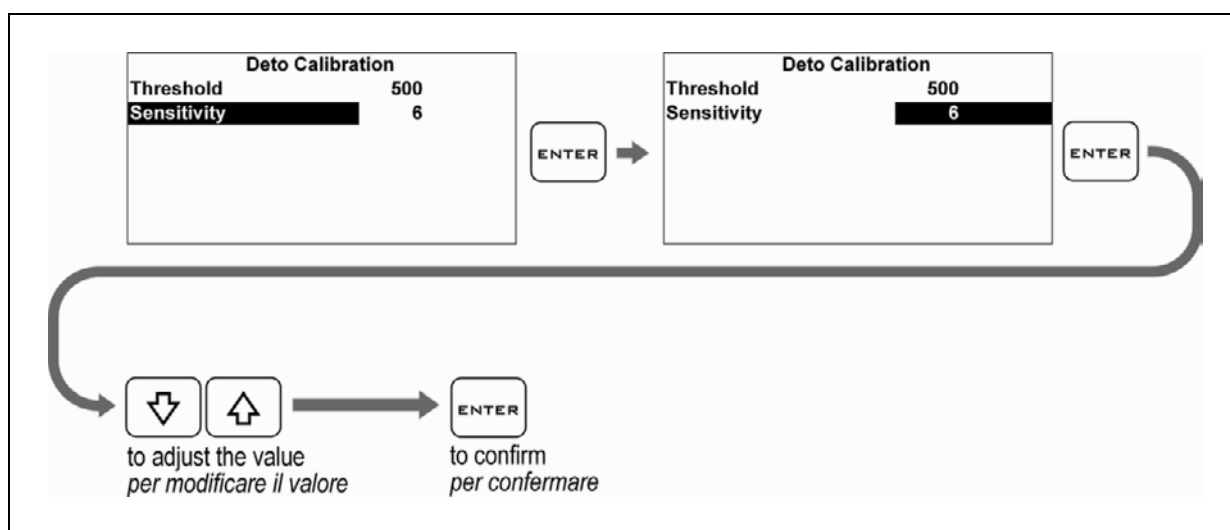 Deto Calibration
Threshold 500
Sensitivity 6
ENTER
Deto Calibration
Threshold 500
Sensitivity 6
ENTER
to adjust the value
per modificare il valore
ENTER
to confirm
per confermare